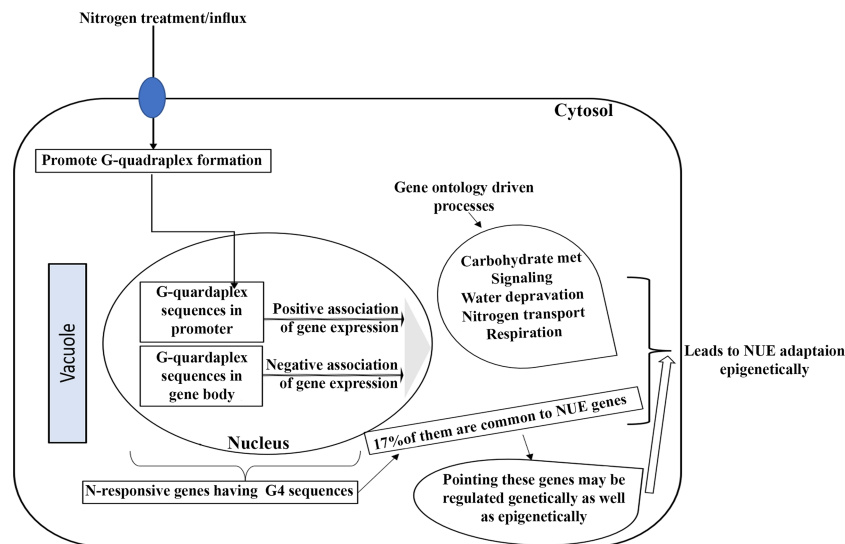 Nitrogen treatment/influx
Cytosol
Promote G-quadraplex formation
Gene ontology driven
processes
Carbohydrate met
Signaling
Water depravation
Nitrogen transport
Respiration
Vacuole
G-quardaplex
sequences in
promoter
Positive association
of gene expression
G-quardaplex
sequences in
gene body
Negative association
of gene expression
Nucleus
Leads to NUE adaptaion
epigenetically
17%of them are common to NUE genes
N-responsive genes having G4 sequences
Pointing these genes may be
regulated genetically as well
as epigenetically